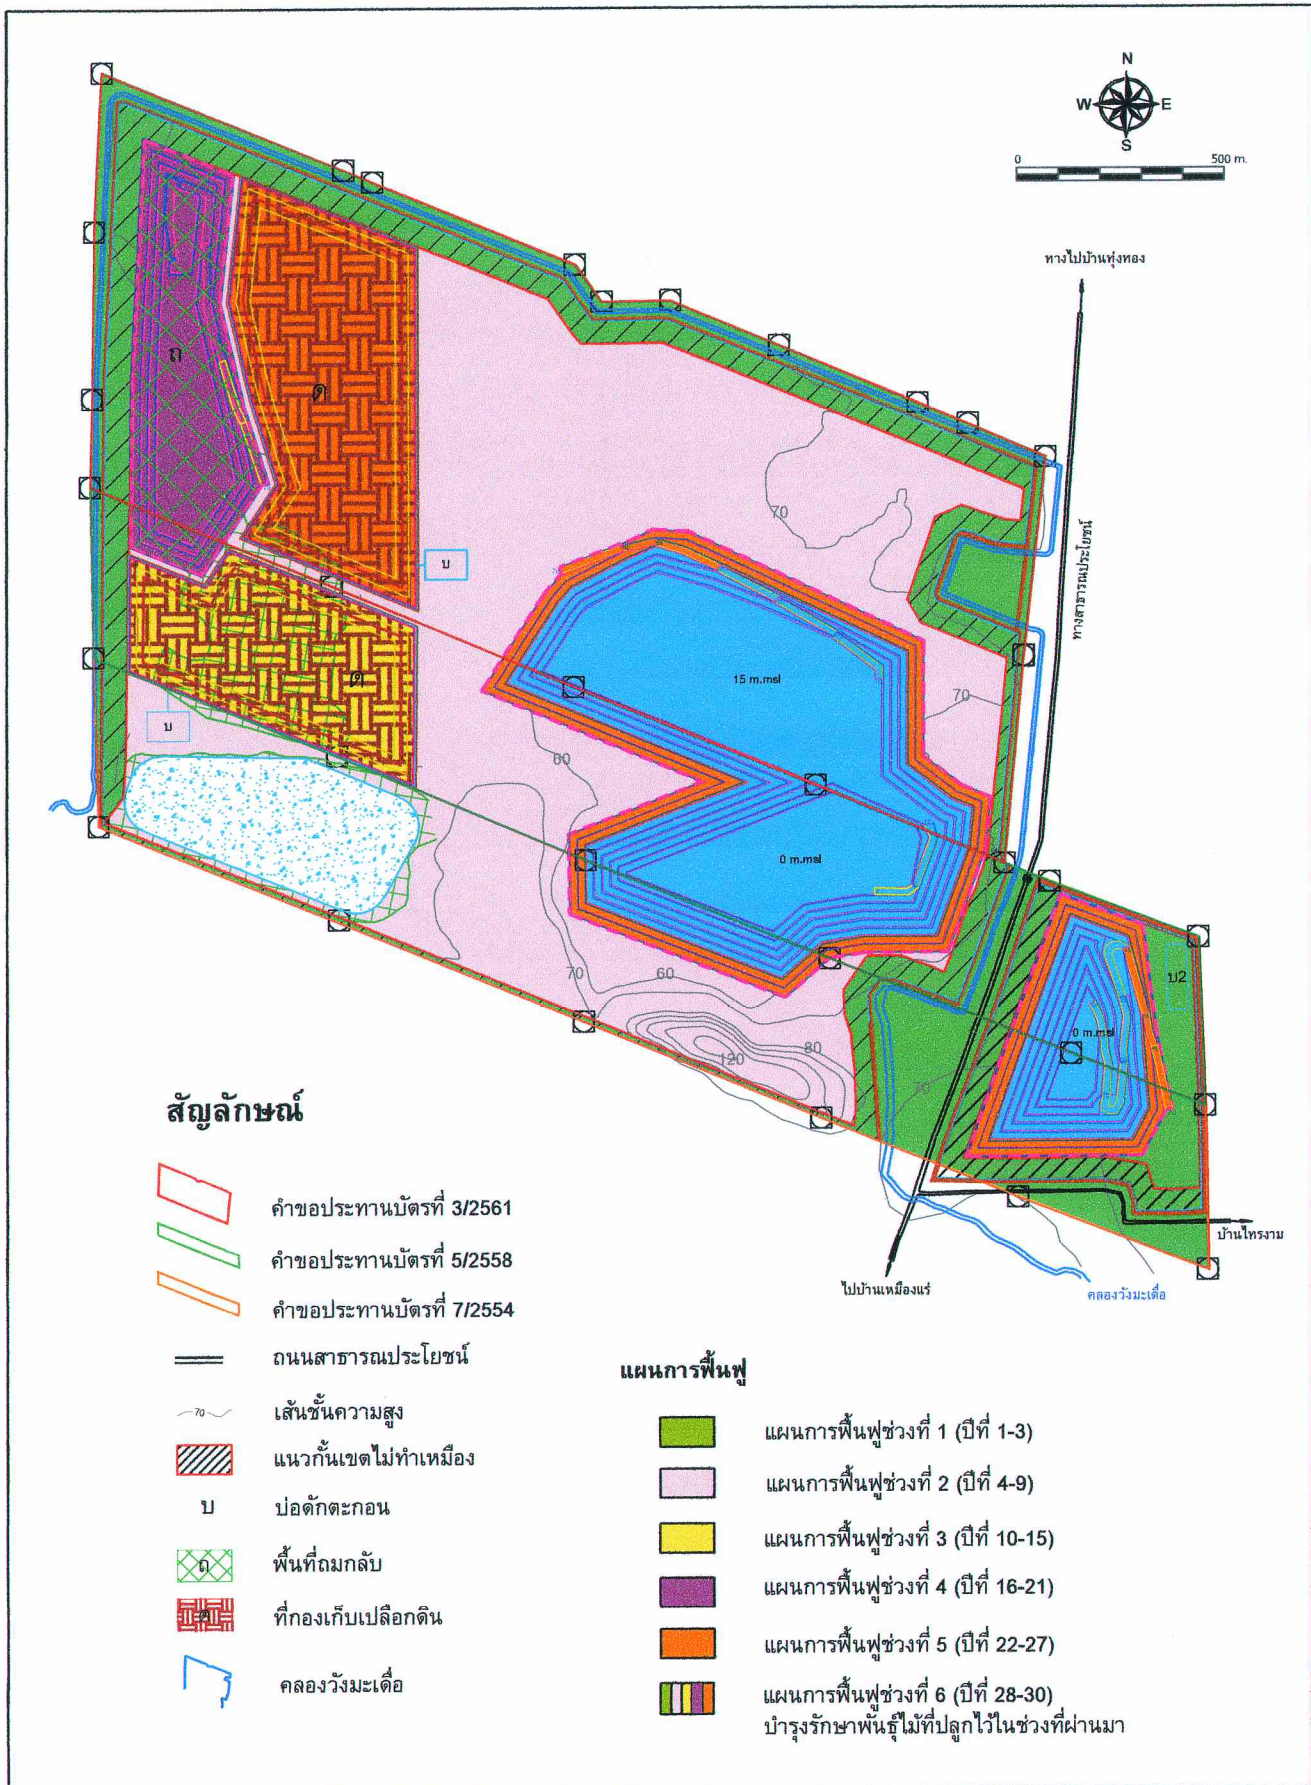 N
W E
S
0 500 m.
ทางไปบ้านทุ่งทอง
ทางสาธารณประโยชน์
ถ
ด
บ
70
15 m.msl
70
ด
บ
60
0 m.msl
70
60
80
120
70
บ2
0 m.msl
บ้านไทรงาม
ไปบ้านเหมืองแร่
คลองวังมะเดื่อ
สัญลักษณ์
คำขอประทานบัตรที่ 3/2561
คำขอประทานบัตรที่ 5/2558
คำขอประทานบัตรที่ 7/2554
ถนนสาธารณประโยชน์
70 เส้นชั้นความสูง
แนวกั้นเขตไม่ทำเหมือง
บ บ่อดักตะกอน
ถ พื้นที่ถมกลับ
ด ที่กองเก็บเปลือกดิน
คลองวังมะเดื่อ
แผนการฟื้นฟู
แผนการฟื้นฟูช่วงที่ 1 (ปีที่ 1-3)
แผนการฟื้นฟูช่วงที่ 2 (ปีที่ 4-9)
แผนการฟื้นฟูช่วงที่ 3 (ปีที่ 10-15)
แผนการฟื้นฟูช่วงที่ 4 (ปีที่ 16-21)
แผนการฟื้นฟูช่วงที่ 5 (ปีที่ 22-27)
แผนการฟื้นฟูช่วงที่ 6 (ปีที่ 28-30)
บำรุงรักษาพันธุ์ไม้ที่ปลูกไว้ในช่วงที่ผ่านมา